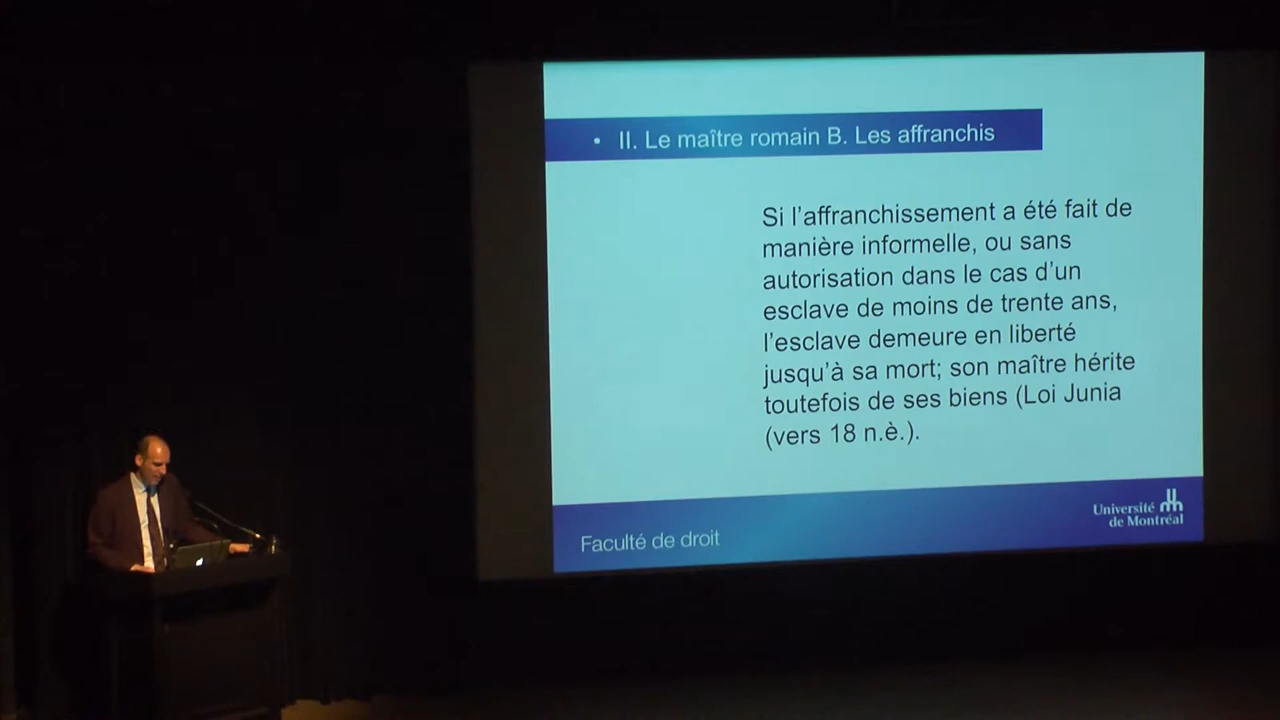 • II. Le maître romain B. Les affranchis
Si l’affranchissement a été fait de
manière informelle, ou sans
autorisation dans le cas d’un
esclave de moins de trente ans,
l’esclave demeure en liberté
jusqu’à sa mort; son maître hérite
toutefois de ses biens (Loi Junia
(vers 18 n.è.).
Faculté de droit
Université
de Montréal